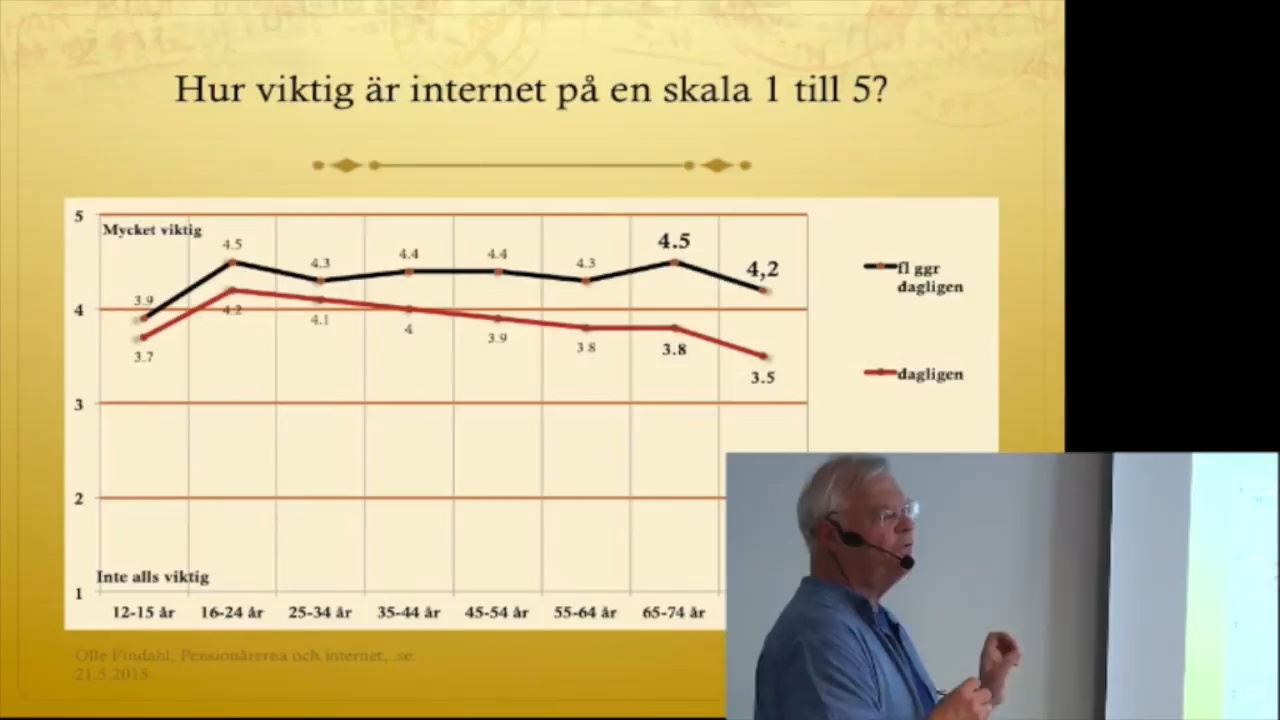 Hur viktig är internet på en skala 1 till 5?
5
Mycket viktig
4.5
4.3
4.4
4.4
4.3
4.5
4,2
3.9
4
4.2
4.1
4
3.9
3.8
3.8
3.5
3.7
3
2
Inte alls viktig
1
12-15 år 16-24 år 25-34 år 35-44 år 45-54 år 55-64 år 65-74 år
fl ggr
dagligen
dagligen
Olle Findahl, Pensionärerna och internet, .se.
21.5.2015